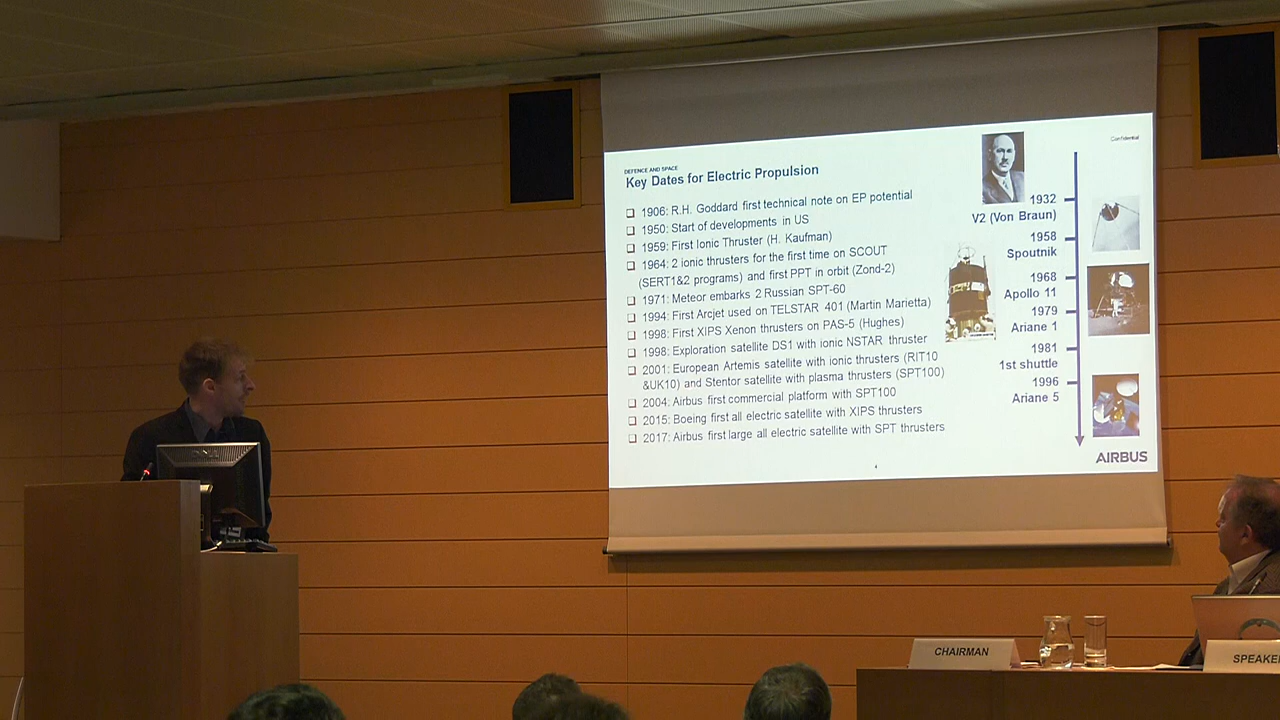 DEFENCE AND SPACE
Key Dates for Electric Propulsion
Confidential
1906: R.H. Goddard first technical note on EP potential
1950: Start of developments in US
1959: First Ionic Thruster (H. Kaufman)
1964: 2 ionic thrusters for the first time on SCOUT
(SERT1&2 programs) and first PPT in orbit (Zond-2)
1971: Meteor embarks 2 Russian SPT-60
1994: First Arcjet used on TELSTAR 401 (Martin Marietta)
1998: First XIPS Xenon thrusters on PAS-5 (Hughes)
1998: Exploration satellite DS1 with ionic NSTAR thruster
2001: European Artemis satellite with ionic thrusters (RIT10
&UK10) and Stentor satellite with plasma thrusters (SPT100)
2004: Airbus first commercial platform with SPT100
2015: Boeing first all electric satellite with XIPS thrusters
2017: Airbus first large all electric satellite with SPT thrusters
1932
V2 (Von Braun)
1958
Spoutnik
1968
Apollo 11
1979
Ariane 1
1981
1st shuttle
1996
Ariane 5
AIRBUS
DELL
CHAIRMAN
SPEAKE